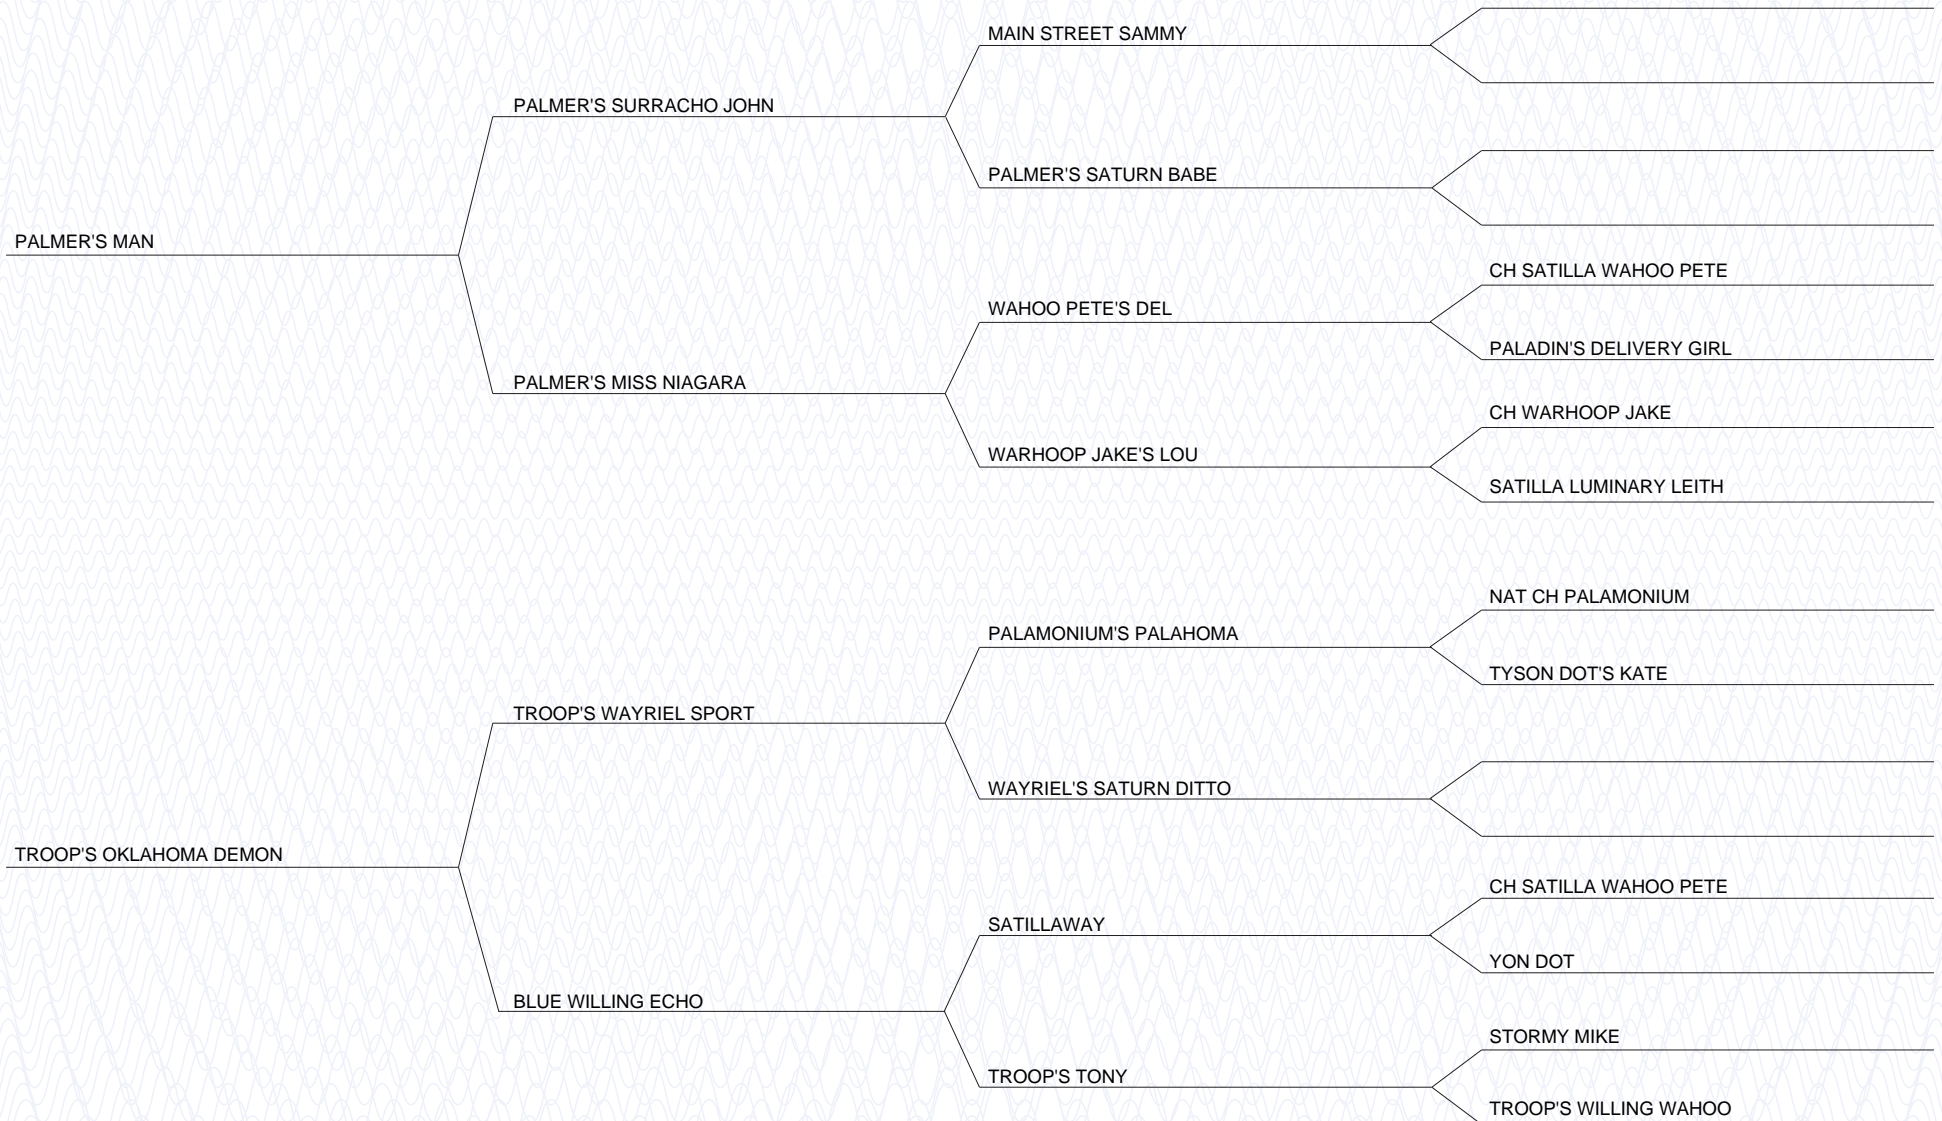 MAIN STREET SAMMY
PALMER'S SURRACHO JOHN
PALMER'S SATURN BABE
PALMER'S MAN
CH SATILLA WAHOO PETE
WAHOO PETE'S DEL
PALADIN'S DELIVERY GIRL
PALMER'S MISS NIAGARA
CH WARHOOP JAKE
WARHOOP JAKE'S LOU
SATILLA LUMINARY LEITH
NAT CH PALAMONIUM
PALAMONIUM'S PALAHOMA
TYSON DOT'S KATE
TROOP'S WAYRIEL SPORT
WAYRIEL'S SATURN DITTO
TROOP'S OKLAHOMA DEMON
CH SATILLA WAHOO PETE
SATILLAWAY
YON DOT
BLUE WILLING ECHO
STORMY MIKE
TROOP'S TONY
TROOP'S WILLING WAHOO